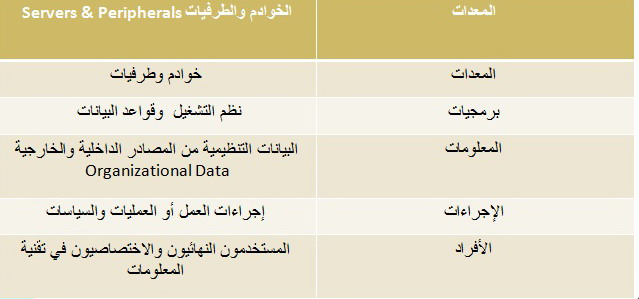 المعدات
الخوادم والطرفيات Servers & Peripherals
المعدات
خوادم وطرفيات
برمجيات
نظم التشغيل وقواعد البيانات
المعلومات
البيانات التنظيمية من المصادر الداخلية والخارجية
Organizational Data
الإجراءات
إجراءات العمل أو العمليات والسياسات
الأفراد
المستخدمون النهائيون والاختصاصيون في تقنية
المعلومات